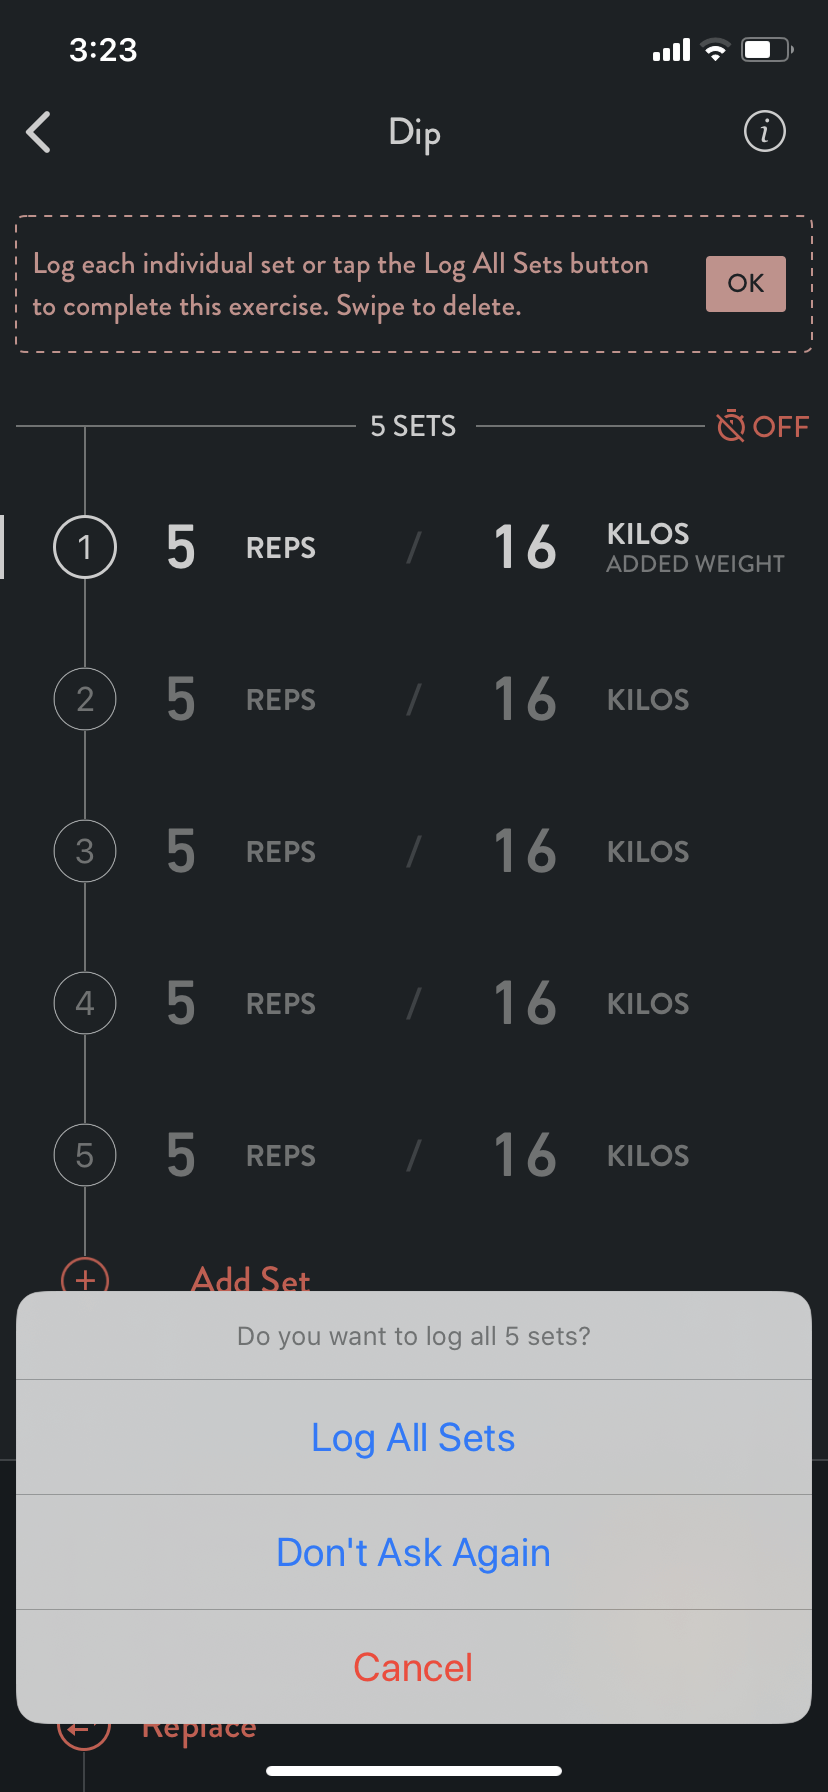 3:23
Dip
i
Log each individual set or tap the Log All Sets button
to complete this exercise. Swipe to delete.
OK
5 SETS
OFF
1 5 REPS / 16 KILOS
ADDED WEIGHT
2 5 REPS / 16 KILOS
3 5 REPS / 16 KILOS
4 5 REPS / 16 KILOS
5 5 REPS / 16 KILOS
+ Add Set
Do you want to log all 5 sets?
Log All Sets
Don't Ask Again
Cancel
Replace